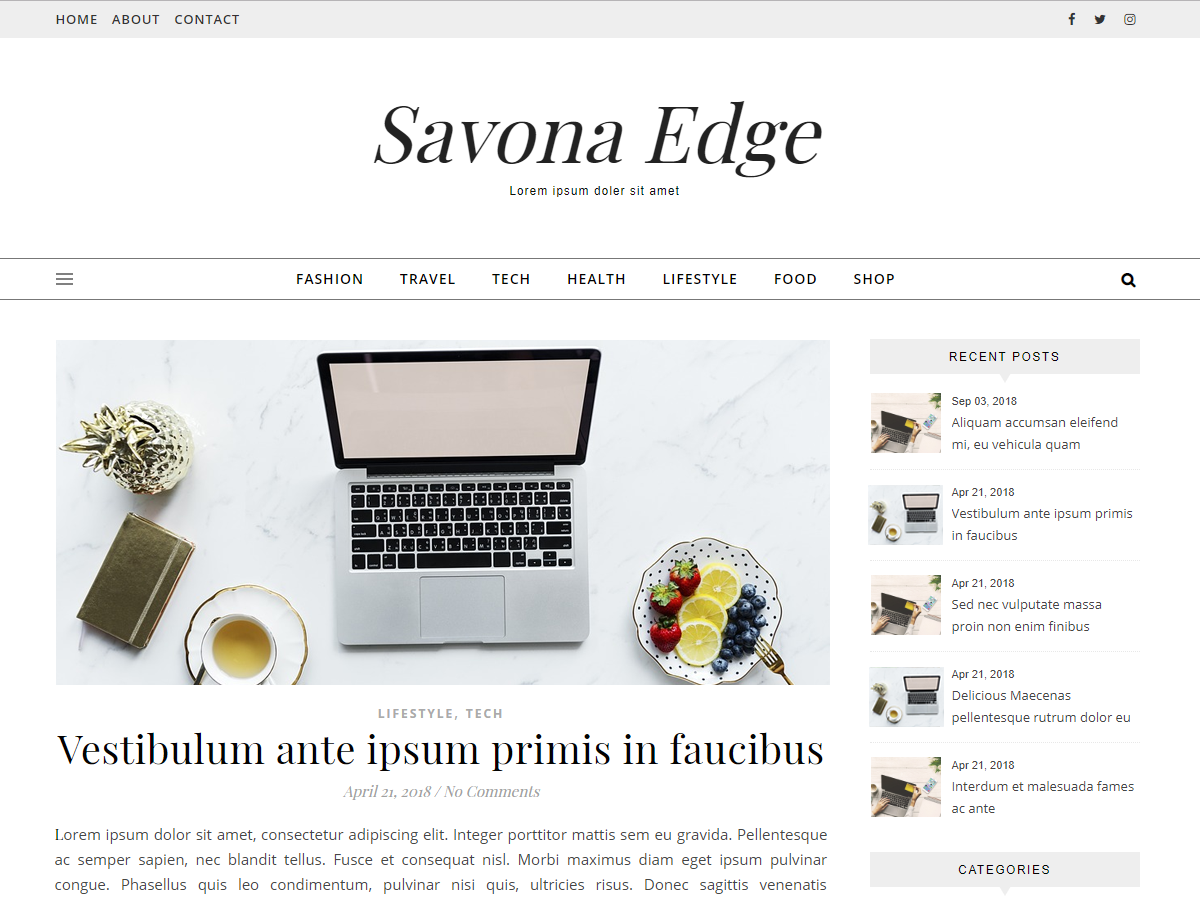 HOME ABOUT CONTACT
Savona Edge
Lorem ipsum doler sit amet
FASHION TRAVEL TECH HEALTH LIFESTYLE FOOD SHOP
LIFESTYLE, TECH
Vestibulum ante ipsum primis in faucibus
April 21, 2018 / No Comments
Lorem ipsum dolor sit amet, consectetur adipiscing elit. Integer porttitor mattis sem eu gravida. Pellentesque
ac semper sapien, nec blandit tellus. Fusce et consequat nisl. Morbi maximus diam eget ipsum pulvinar
congue. Phasellus quis leo condimentum, pulvinar nisi quis, ultricies risus. Donec sagittis venenatis
RECENT POSTS
Sep 03, 2018
Aliquam accumsan eleifend
mi, eu vehicula quam
Apr 21, 2018
Vestibulum ante ipsum primis
in faucibus
Apr 21, 2018
Sed nec vulputate massa
proin non enim finibus
Apr 21, 2018
Delicious Maecenas
pellentesque rutrum dolor eu
Apr 21, 2018
Interdum et malesuada fames
ac ante
CATEGORIES